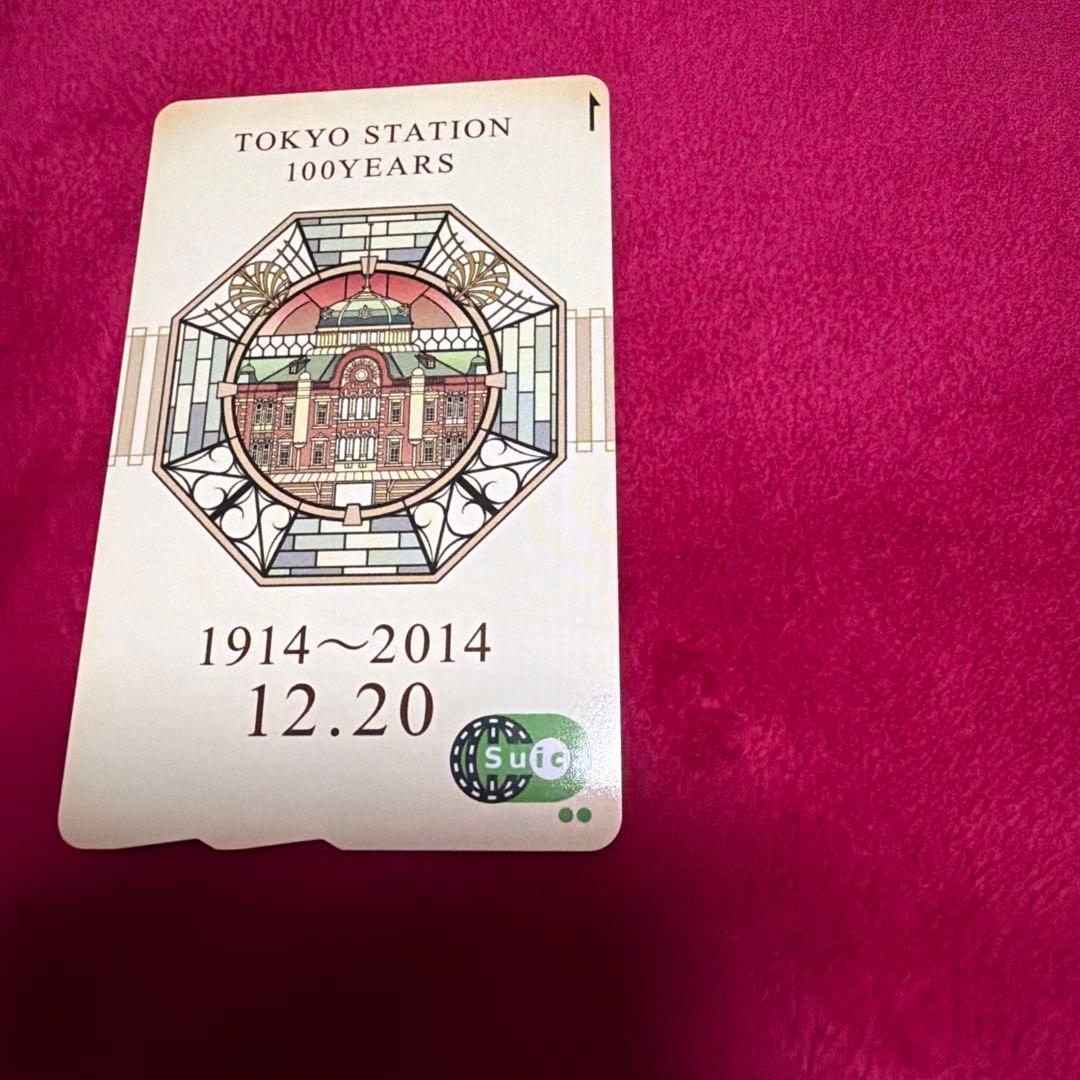 TOKYO STATION
100YEARS
1914～2014
12.20
Suic